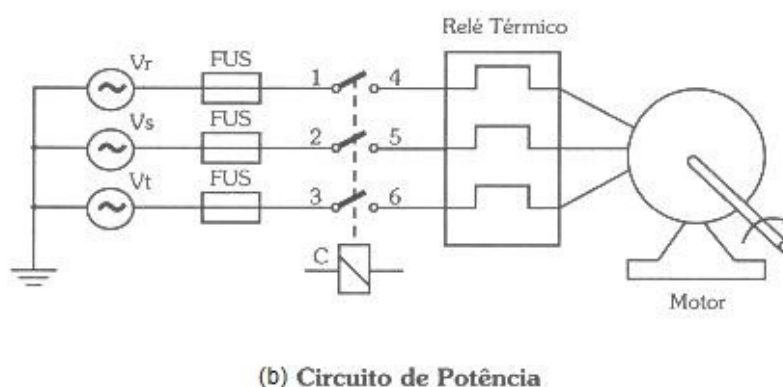 Relé Térmico
Vr FUS 1 4
Vs FUS 2 5
Vt FUS 3 6
C
Motor
(b) Circuito de Potência